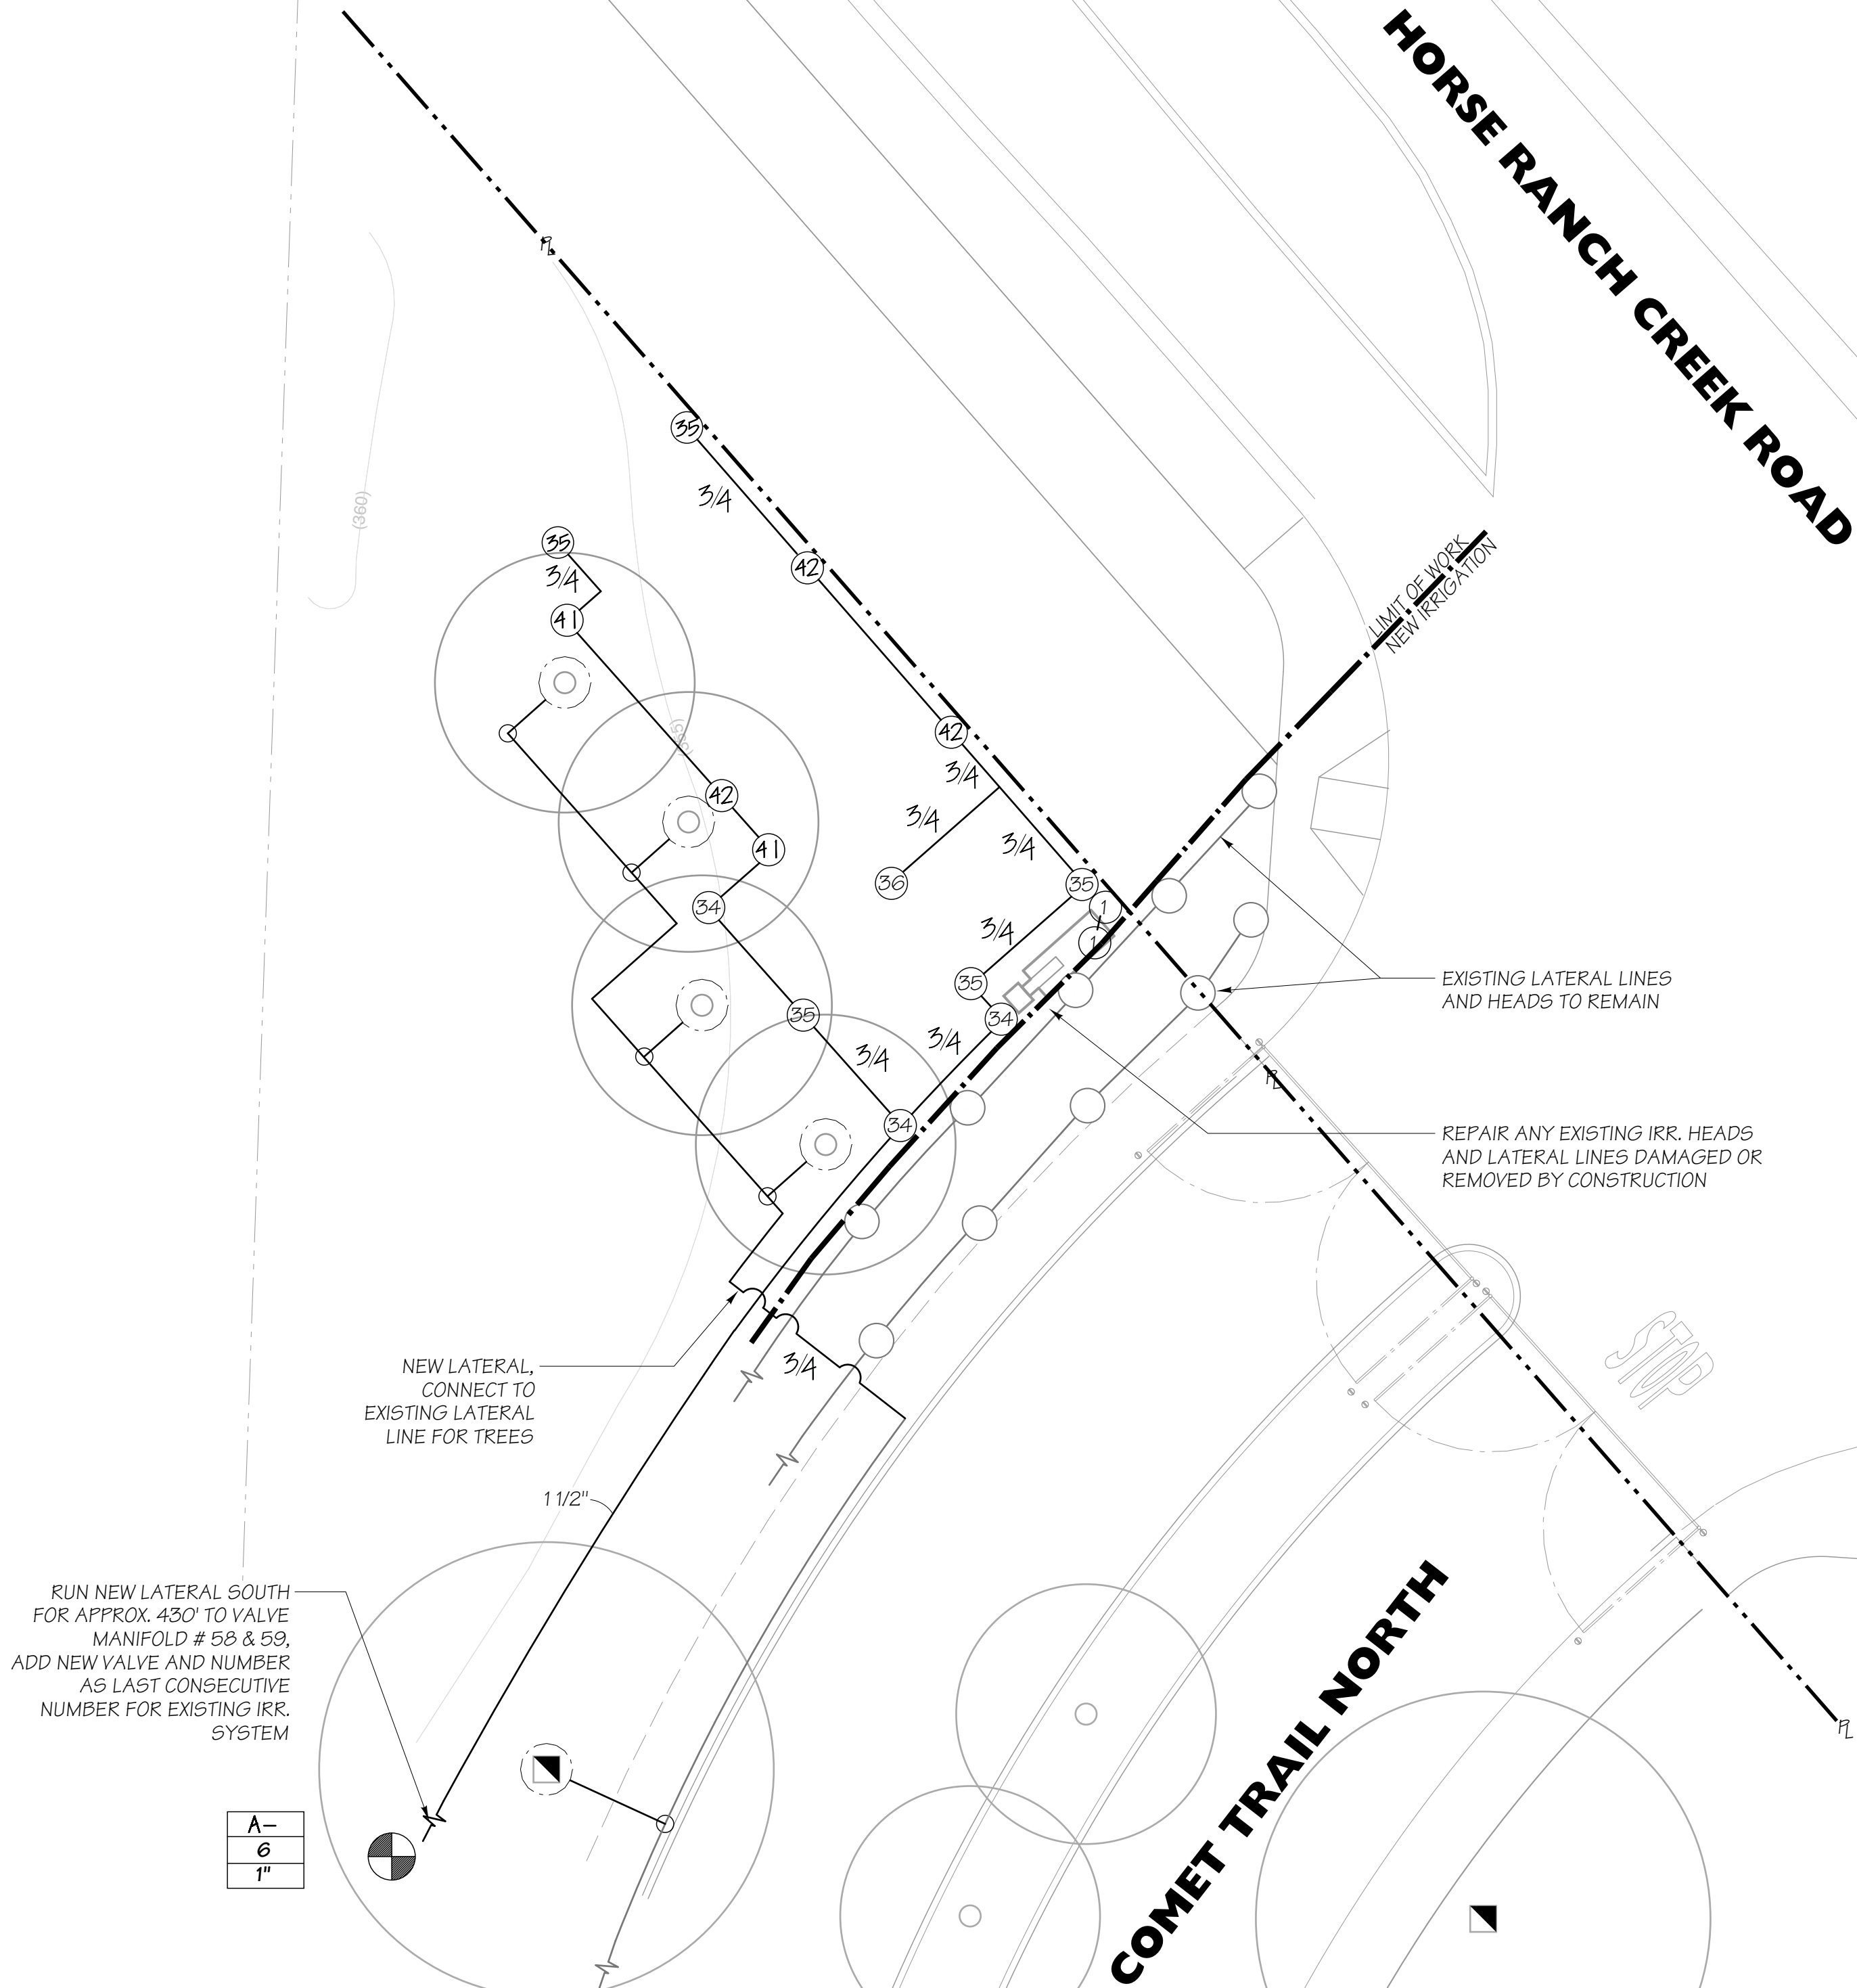 HORSE RANCH CREEK ROAD
PL
35
3/4
(360)
42
35
3/4
41
LIMIT OF WORK
NEW IRRIGATION
42
3/4
42
3/4
3/4
41
36
35
1
34
3/4
1
35
35
34
3/4
3/4
34
EXISTING LATERAL LINES
AND HEADS TO REMAIN
PL
REPAIR ANY EXISTING IRR. HEADS
AND LATERAL LINES DAMAGED OR
REMOVED BY CONSTRUCTION
STOP
3/4
NEW LATERAL,
CONNECT TO
EXISTING LATERAL
LINE FOR TREES
1 1/2"
RUN NEW LATERAL SOUTH
FOR APPROX. 430' TO VALVE
MANIFOLD # 58 & 59,
ADD NEW VALVE AND NUMBER
AS LAST CONSECUTIVE
NUMBER FOR EXISTING IRR.
SYSTEM
COMET TRAIL NORTH
PL
A-
6
1"